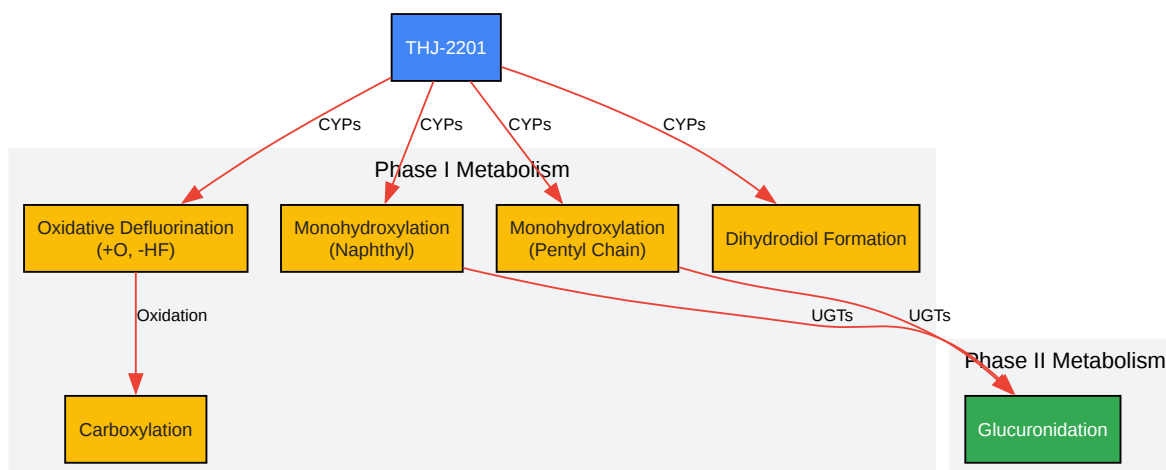 THJ-2201
CYPs
CYPs
CYPs
CYPs
Phase I Metabolism
Oxidative Defluorination
(+O, -HF)
Monohydroxylation
(Naphthyl)
Monohydroxylation
(Pentyl Chain)
Dihydrodiol Formation
Oxidation
UGTs
UGTs
Phase II Metabolism
Carboxylation
Glucuronidation